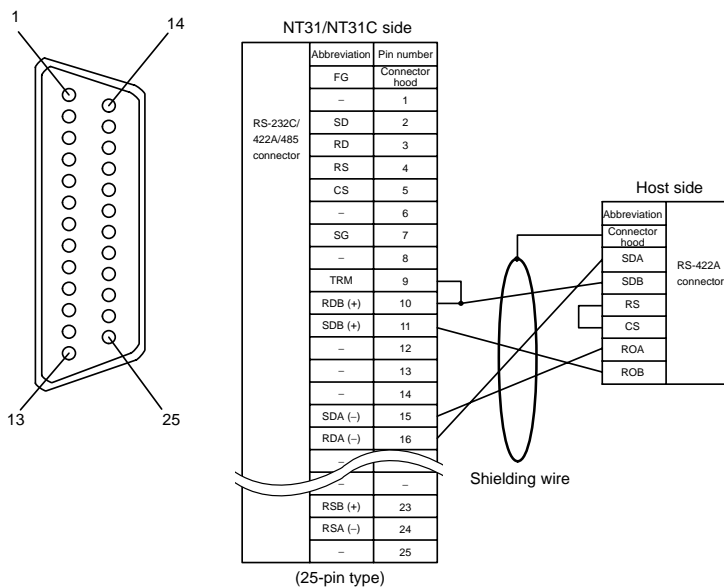 1
14
13
25
NT31/NT31C side
Abbreviation Pin number
RS-232C/
422A/485
connector
FG Connector
hood
– 1
SD 2
RD 3
RS 4
CS 5
– 6
SG 7
– 8
TRM 9
RDB (+) 10
SDB (+) 11
– 12
– 13
– 14
SDA (–) 15
RDA (–) 16
–
– –
RSB (+) 23
RSA (–) 24
– 25
(25-pin type)
Shielding wire
Host side
Abbreviation
Connector
hood
SDA
SDB
RS
CS
ROA
ROB
RS-422A
connector